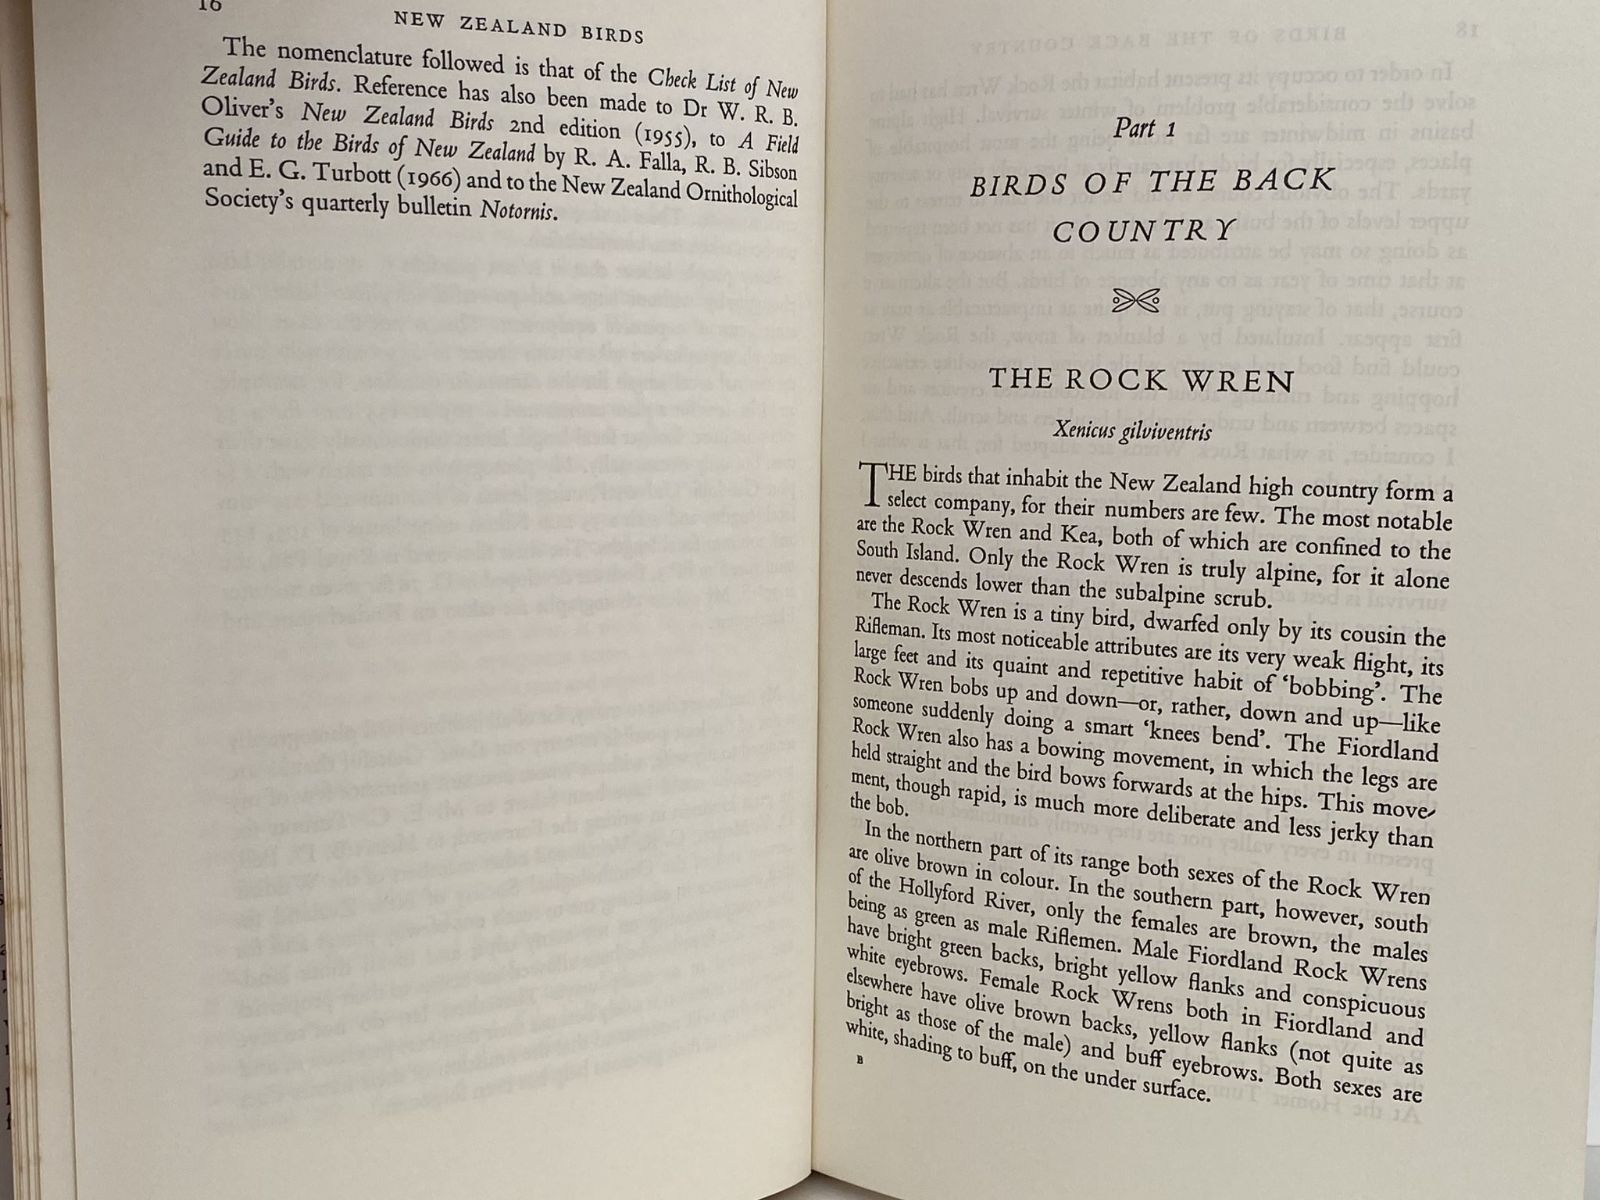 16
NEW ZEALAND BIRDS
The nomenclature followed is that of the Check List of New
Zealand Birds. Reference has also been made to Dr W. R. B.
Oliver's New Zealand Birds 2nd edition (1955), to A Field
Guide to the Birds of New Zealand by R. A. Falla, R. B. Sibson
and E. G. Turbott (1966) and to the New Zealand Ornithological
Society's quarterly bulletin Notornis.
Part 1
BIRDS OF THE BACK
COUNTRY
THE ROCK WREN
Xenicus gilviventris
THE birds that inhabit the New Zealand high country form a
select company, for their numbers are few. The most notable
are the Rock Wren and Kea, both of which are confined to the
South Island. Only the Rock Wren is truly alpine, for it alone
never descends lower than the subalpine scrub.
The Rock Wren is a tiny bird, dwarfed only by its cousin the
Rifleman. Its most noticeable attributes are its very weak flight, its
large feet and its quaint and repetitive habit of 'bobbing'. The
Rock Wren bobs up and down—or, rather, down and up—like
someone suddenly doing a smart 'knees bend'. The Fiordland
Rock Wren also has a bowing movement, in which the legs are
held straight and the bird bows forwards at the hips. This move-
ment, though rapid, is much more deliberate and less jerky than
the bob.
In the northern part of its range both sexes of the Rock Wren
are olive brown in colour. In the southern part, however, south
of the Hollyford River, only the females are brown, the males
being as green as male Riflemen. Male Fiordland Rock Wrens
have bright green backs, bright yellow flanks and conspicuous
white eyebrows. Female Rock Wrens both in Fiordland and
elsewhere have olive brown backs, yellow flanks (not quite as
bright as those of the male) and buff eyebrows. Both sexes are
white, shading to buff, on the under surface.
B